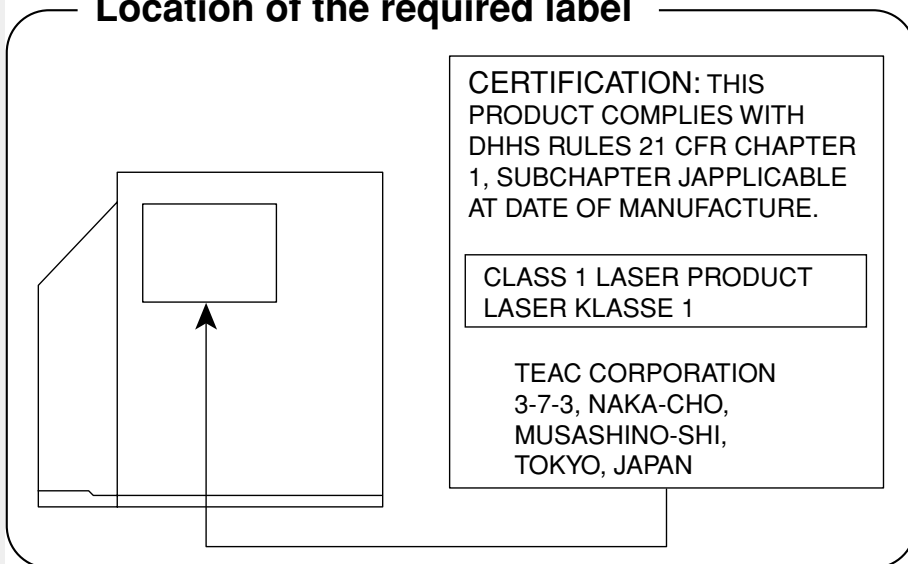 Location of the required label
CERTIFICATION: THIS
PRODUCT COMPLIES WITH
DHHS RULES 21 CFR CHAPTER
1, SUBCHAPTER JAPPLICABLE
AT DATE OF MANUFACTURE.
CLASS 1 LASER PRODUCT
LASER KLASSE 1
TEAC CORPORATION
3-7-3, NAKA-CHO,
MUSASHINO-SHI,
TOKYO, JAPAN